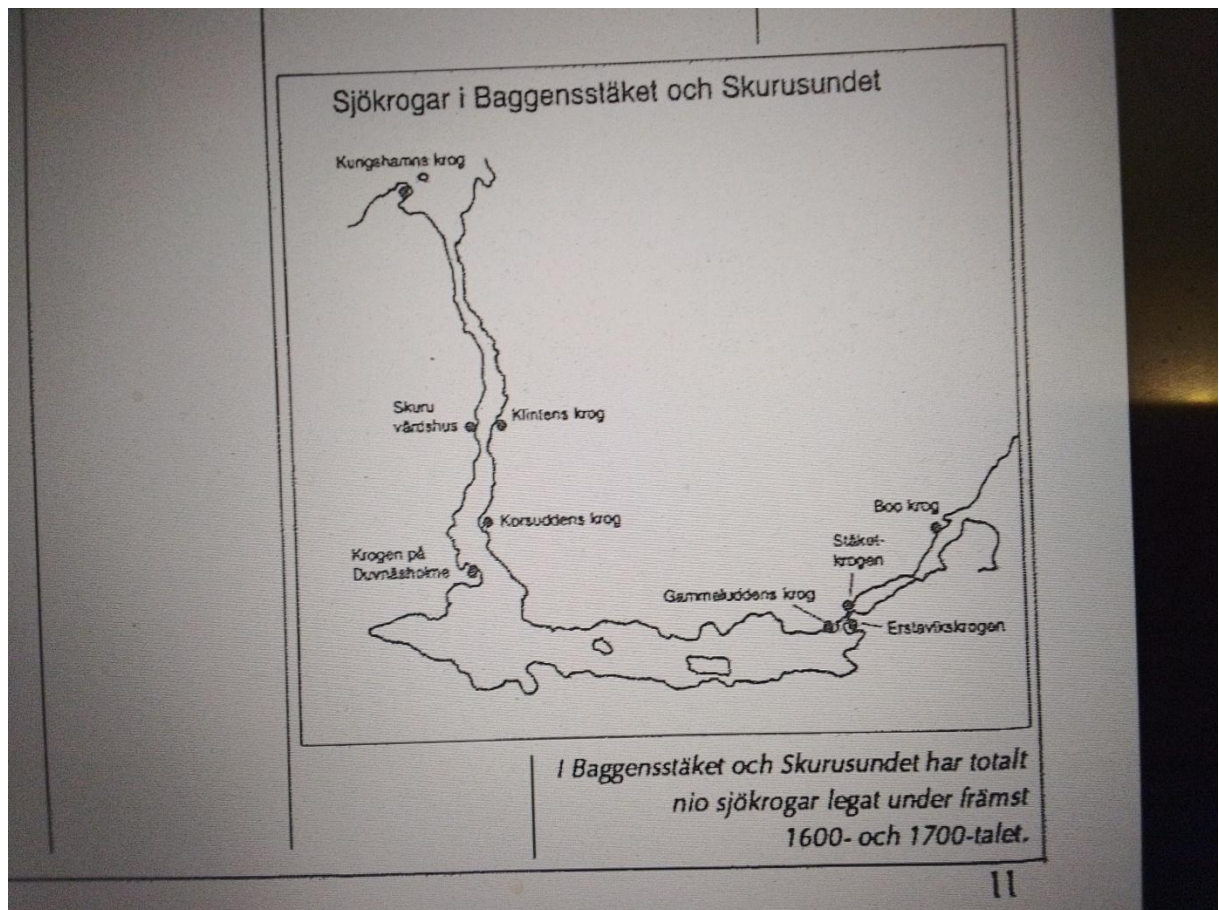 Sjökrogar i Baggensstäket och Skurusundet
Kungshamns krog
Skuru
värdshus
Klintens krog
Korsuddens krog
Krogen på
Duvnäsholme
Boo krog
Stäket-
krogen
Gammeluddens krog
Erstavikskrogen
I Baggensstäket och Skurusundet har totalt
nio sjökrogar legat under främst
1600- och 1700-talet.
11